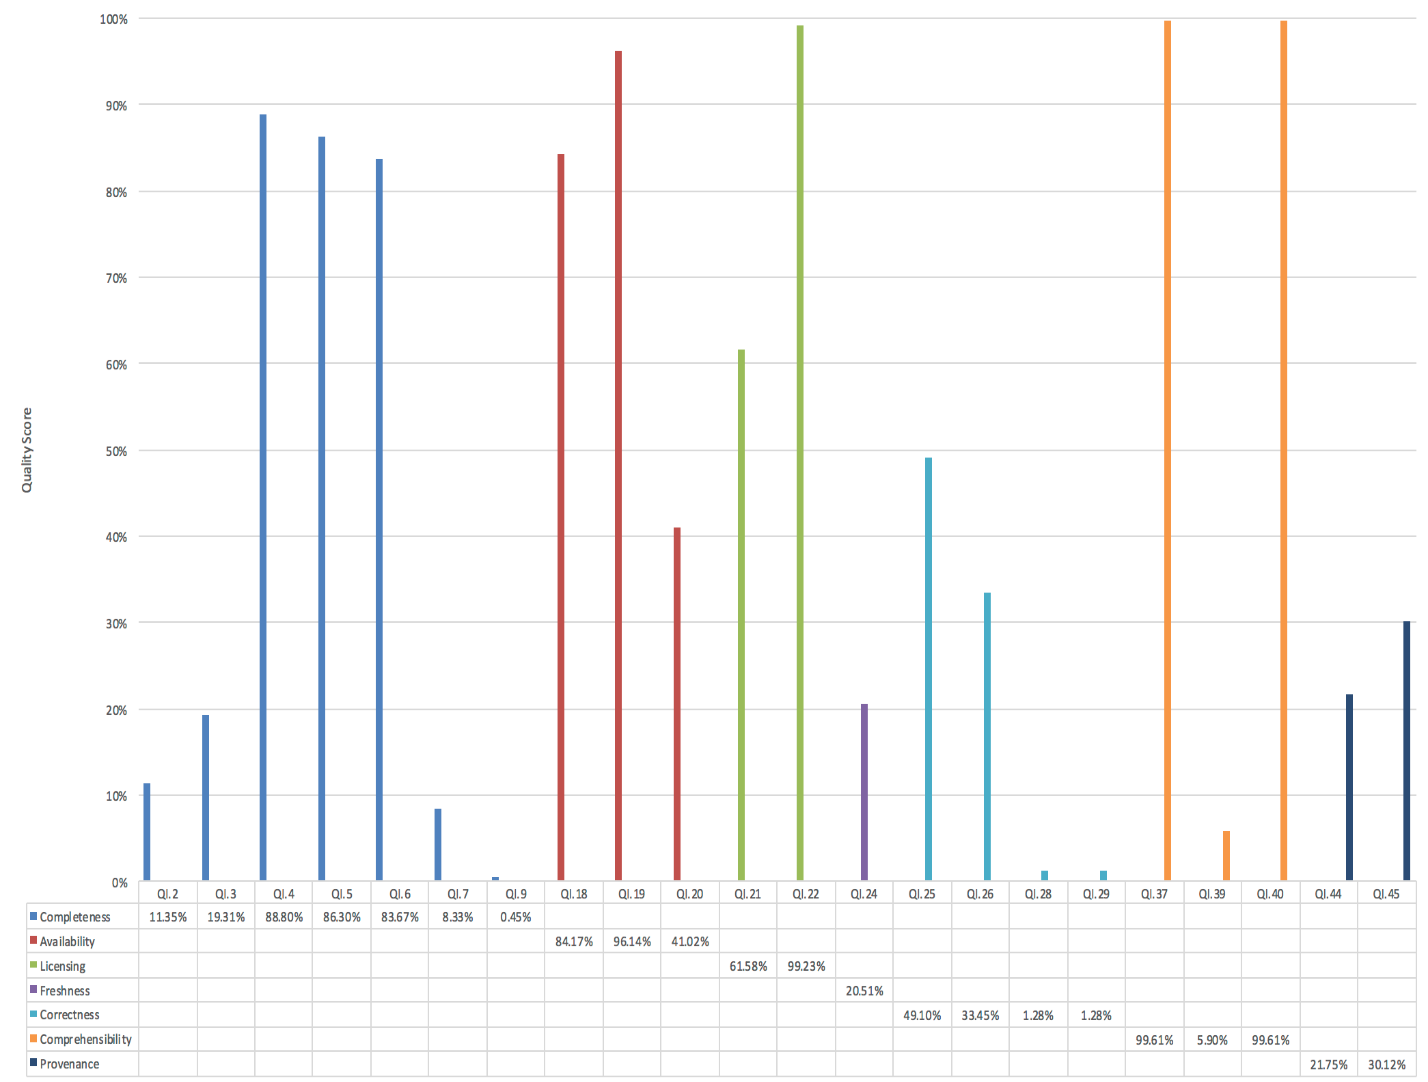 100%
90%
80%
70%
60%
50%
40%
30%
20%
10%
0%
Quality Score
QI. 2 QI. 3 QI. 4 QI. 5 QI. 6 QI. 7 QI. 9 QI. 18 QI. 19 QI. 20 QI. 21 QI. 22 QI. 24 QI. 25 QI. 26 QI. 28 QI. 29 QI. 37 QI. 39 QI. 40 QI. 44 QI. 45
Completeness 11.35% 19.31% 88.80% 86.30% 83.67% 8.33% 0.45%
Availability 84.17% 96.14% 41.02%
Licensing 61.58% 99.23%
Freshness 20.51%
Correctness 49.10% 33.45% 1.28% 1.28%
Comprehensibility 99.61% 5.90% 99.61%
Provenance 21.75% 30.12%